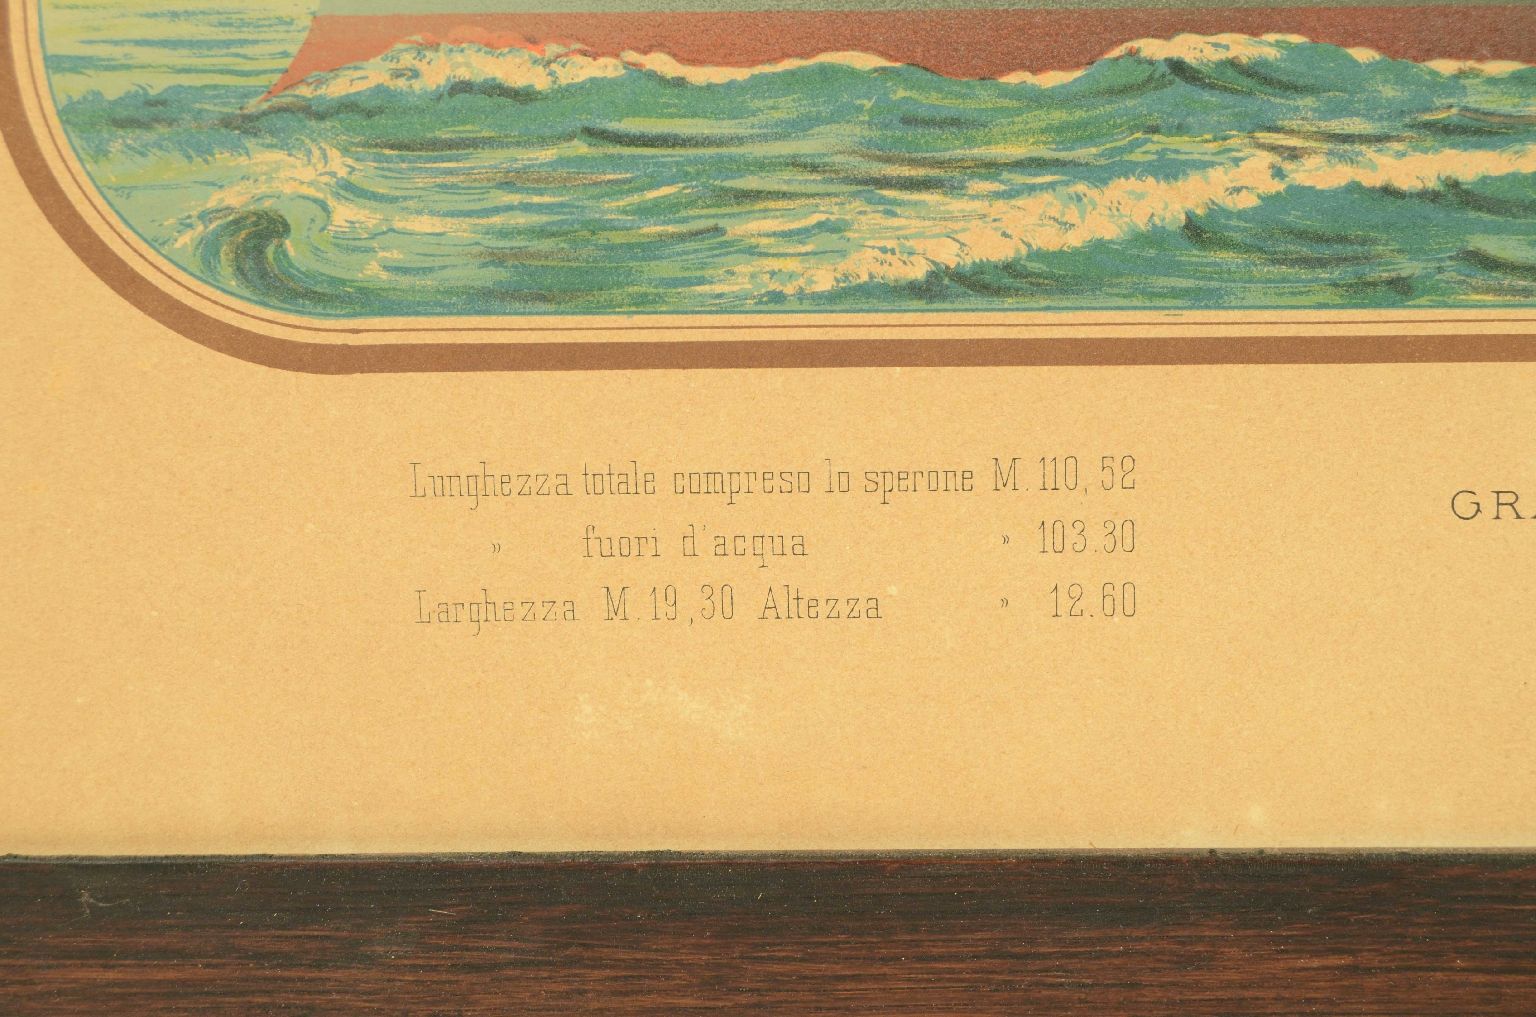 Lunghezza totale compreso lo sperone M. 110, 52
» fuori d'acqua » 103.30
Larghezza M. 19,30 Altezza » 12.60
GRA